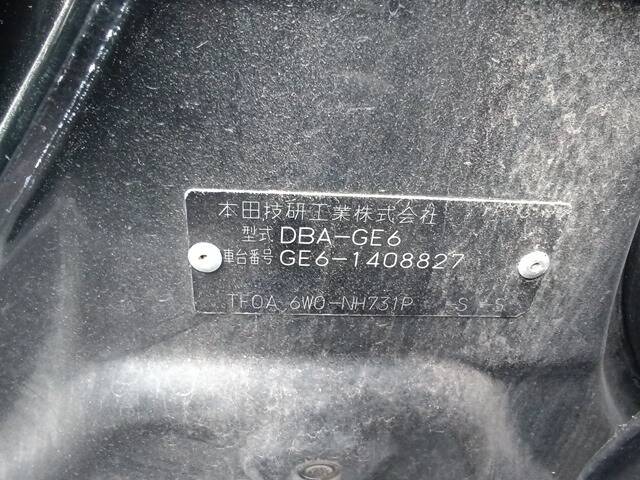 本田技研工業株式会社
型式 DBA-GE6
車台番号 GE6-1408827
TF0A 6W0-NH731P -S -S